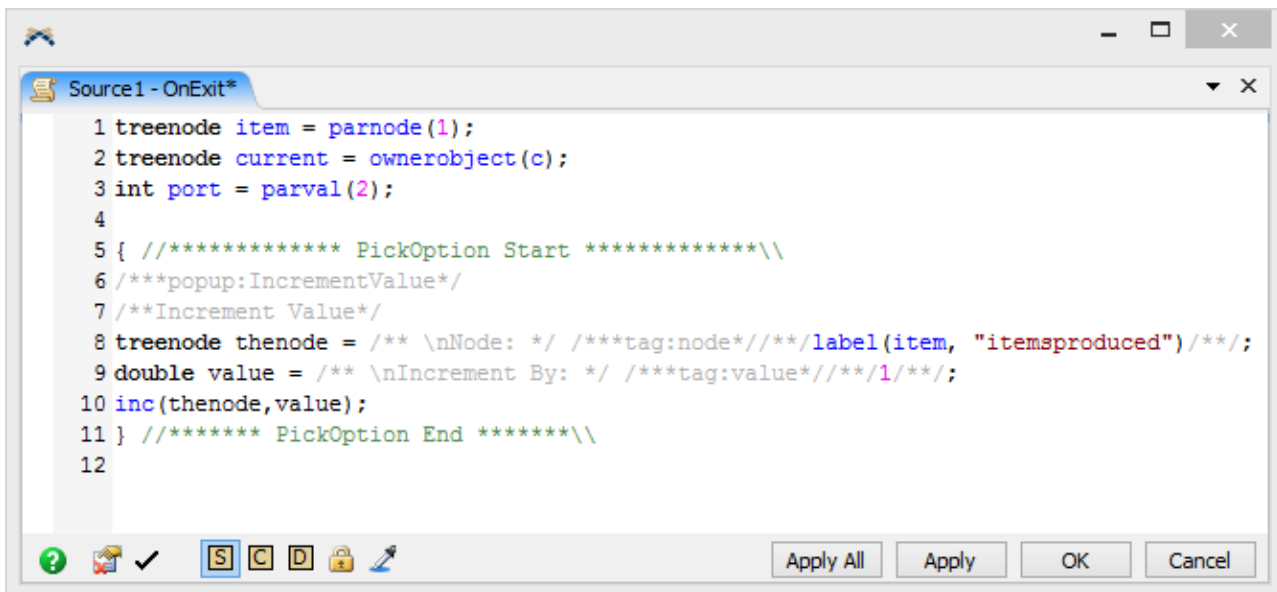 Source1 - OnExit*
1 treenode item = parnode(1);
2 treenode current = ownerobject(c);
3 int port = parval(2);
4
5 { //************* PickOption Start *************\\
6 /***popup:IncrementValue*/
7 /**Increment Value*/
8 treenode thenode = /** \nNode: */ /***tag:node*//**/label(item, "itemsproduced")/**/;
9 double value = /** \nIncrement By: */ /***tag:value*//**/1/**/;
10 inc(thenode,value);
11 } //******* PickOption End *******\\
12
S C D Apply All Apply OK Cancel